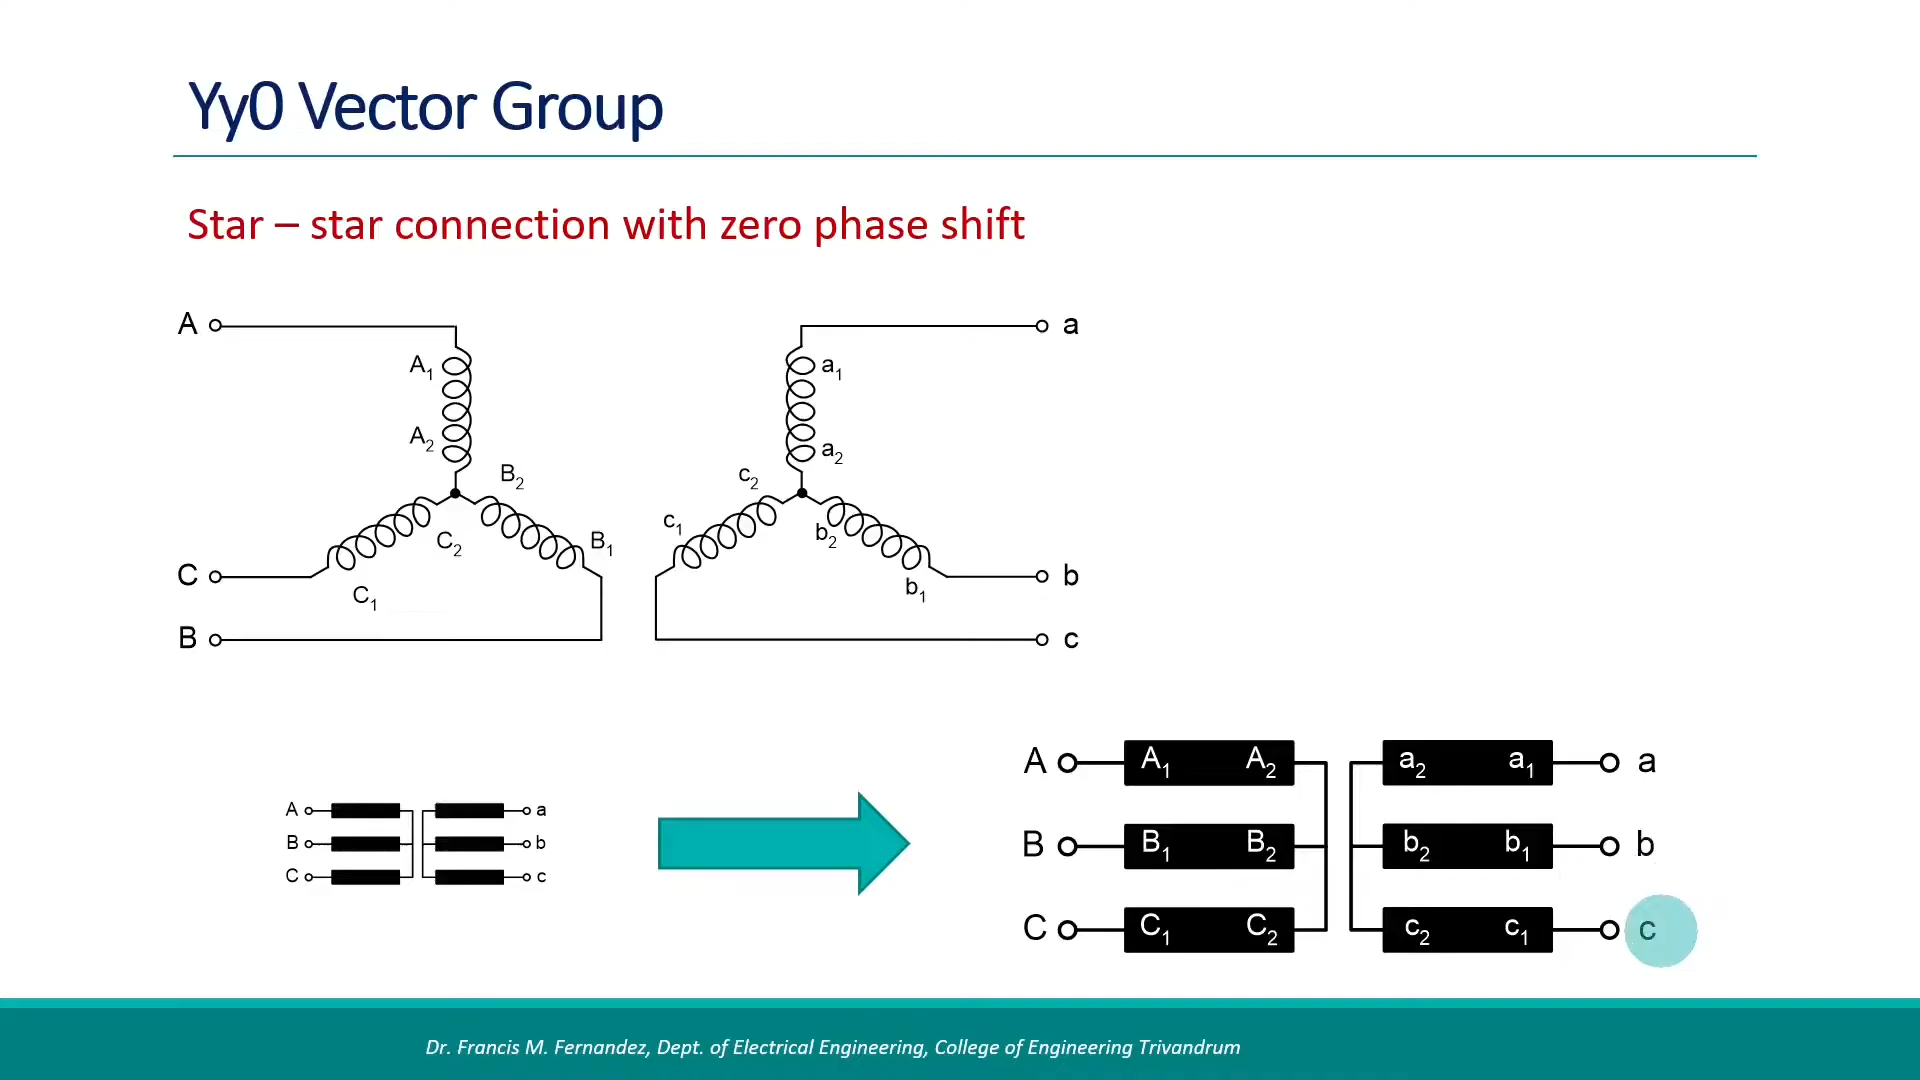 Yy0 Vector Group
Star – star connection with zero phase shift
A a
A₁ a₁
A₂ a₂
B₂ c₂
C₂ B₁ c₁ b₂
C b
C₁ b₁
B c
A a
B b
C c
A A₁ A₂ a₂ a₁ a
B B₁ B₂ b₂ b₁ b
C C₁ C₂ c₂ c₁ c
Dr. Francis M. Fernandez, Dept. of Electrical Engineering, College of Engineering Trivandrum